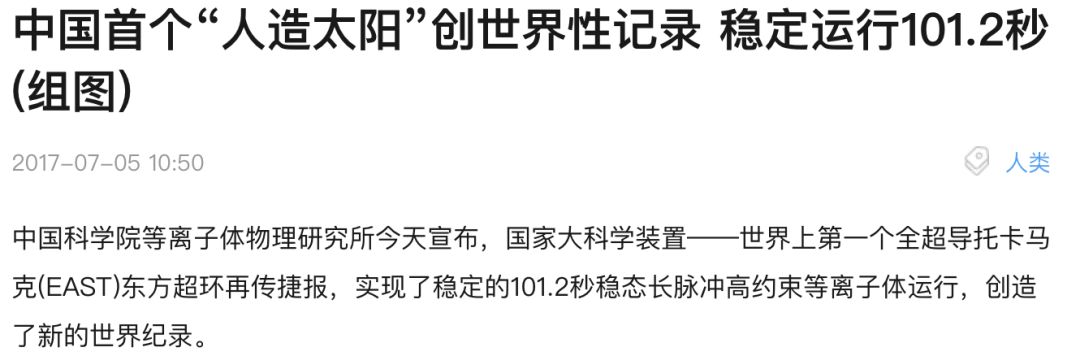 中国首个“人造太阳”创世界性记录 稳定运行101.2秒
(组图)
2017-07-05 10:50
人类
中国科学院等离子体物理研究所今天宣布，国家大科学装置——世界上第一个全超导托卡马
克(EAST)东方超环再传捷报，实现了稳定的101.2秒稳态长脉冲高约束等离子体运行，创造
了新的世界纪录。